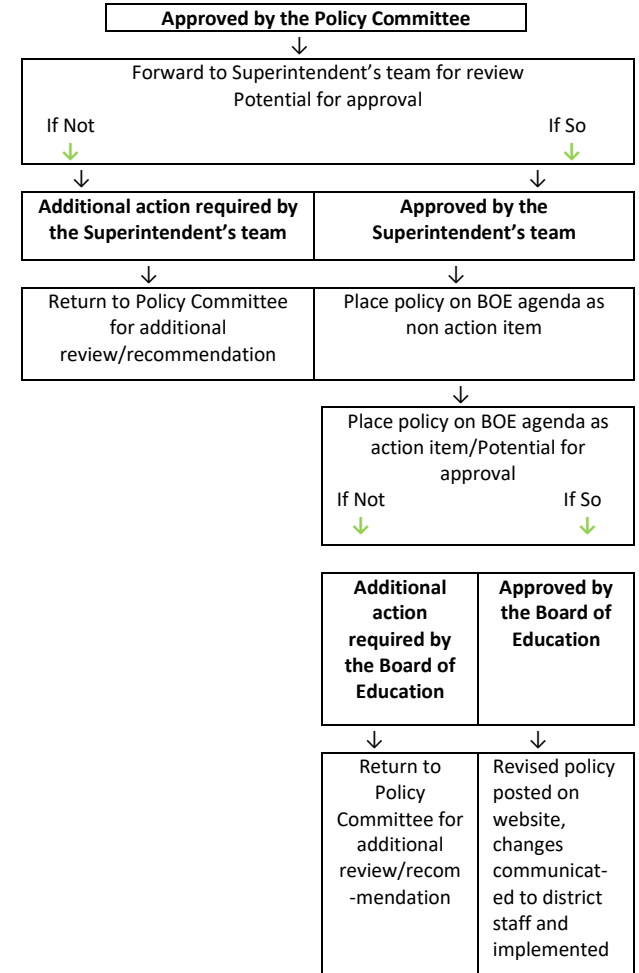 Approved by the Policy Committee
↓
Forward to Superintendent’s team for review
Potential for approval
If Not If So
↓ ↓
↓ ↓
Additional action required by
the Superintendent’s team
Approved by the
Superintendent’s team
↓ ↓
Return to Policy Committee
for additional
review/recommendation
Place policy on BOE agenda as
non action item
↓
Place policy on BOE agenda as
action item/Potential for
approval
If Not If So
↓ ↓
Additional
action
required by
the Board of
Education
Approved by
the Board of
Education
↓ ↓
Return to
Policy
Committee for
additional
review/recom
-mendation
Revised policy
posted on
website,
changes
communicat-
ed to district
staff and
implemented